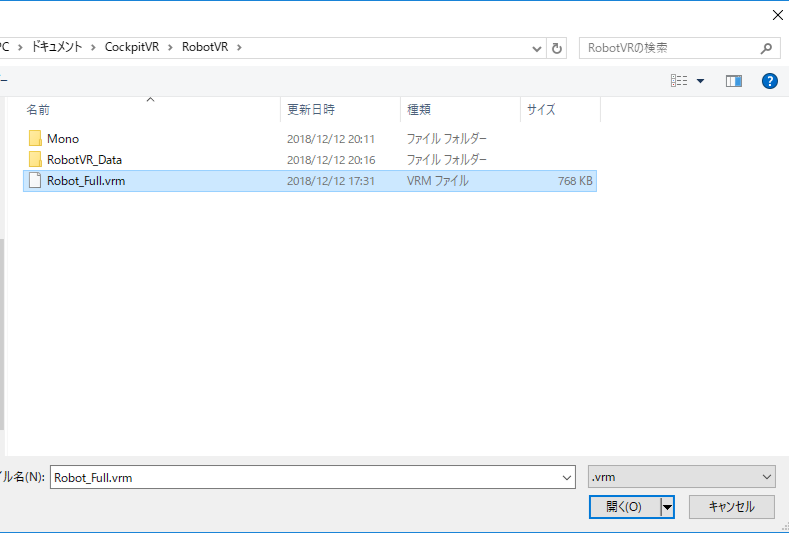 PC > ドキュメント > CockpitVR > RobotVR >
RobotVRの検索
名前 更新日時 種類 サイズ
Mono 2018/12/12 20:11 ファイル フォルダー
RobotVR_Data 2018/12/12 20:16 ファイル フォルダー
Robot_Full.vrm 2018/12/12 17:31 VRM ファイル 768 KB
イル名(N): Robot_Full.vrm .vrm
開く(O) キャンセル